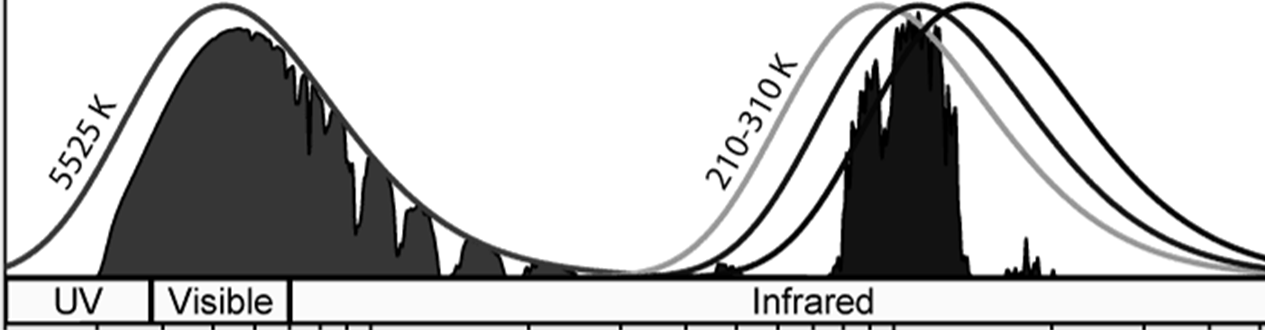 5525 K
210-310 K
UV
Visible
Infrared